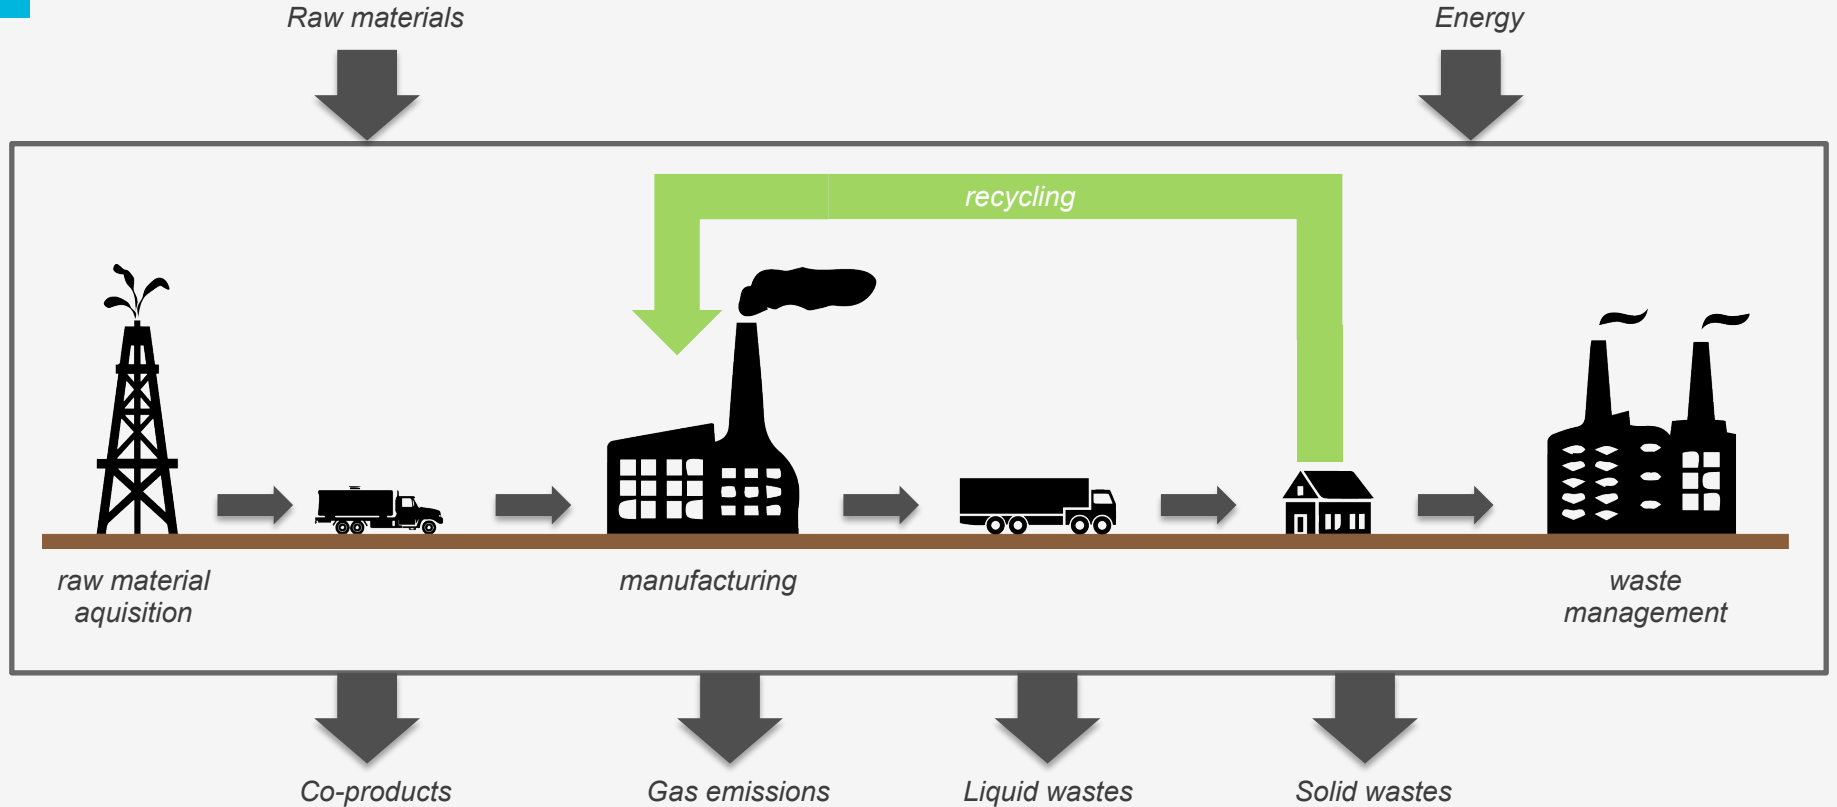 Raw materials
Energy
recycling
raw material
aquisition
manufacturing
waste
management
Co-products
Gas emissions
Liquid wastes
Solid wastes